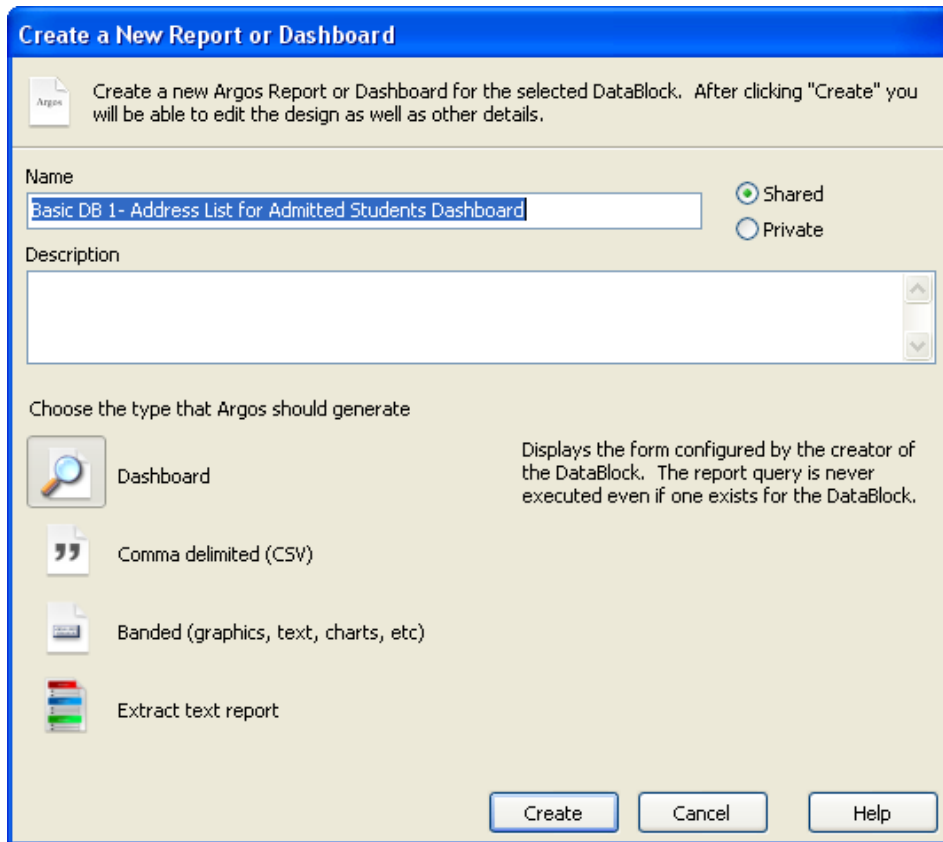 Create a New Report or Dashboard
Argos
Create a new Argos Report or Dashboard for the selected DataBlock.  After clicking "Create" you
will be able to edit the design as well as other details.
Name
Basic DB 1- Address List for Admitted Students Dashboard
Shared
Private
Description
Choose the type that Argos should generate
Dashboard
Displays the form configured by the creator of
the DataBlock.  The report query is never
executed even if one exists for the DataBlock.
Comma delimited (CSV)
Banded (graphics, text, charts, etc)
Extract text report
Create
Cancel
Help